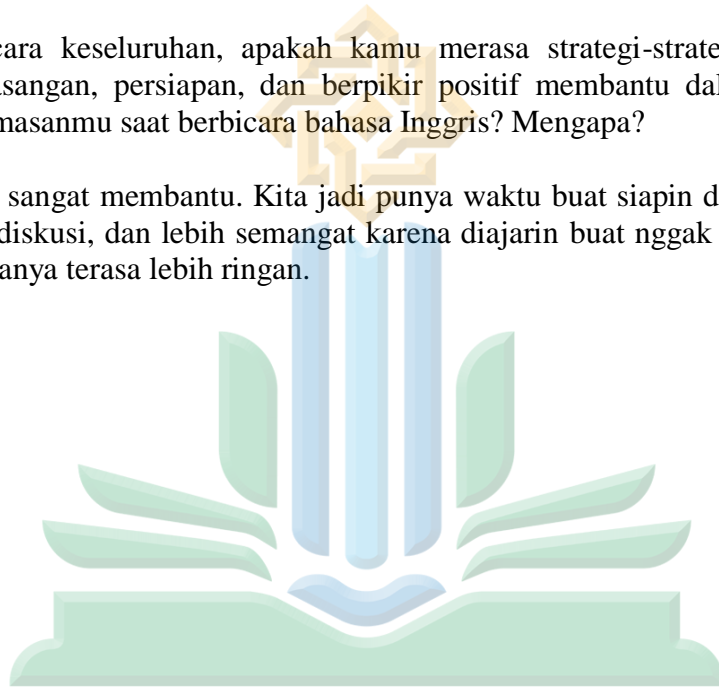 cara keseluruhan, apakah kamu merasa strategi-strate
asangan, persiapan, dan berpikir positif membantu dal
masanmu saat berbicara bahasa Inggris? Mengapa?
sangat membantu. Kita jadi punya waktu buat siapin d
diskusi, dan lebih semangat karena diajarin buat nggak
anya terasa lebih ringan.